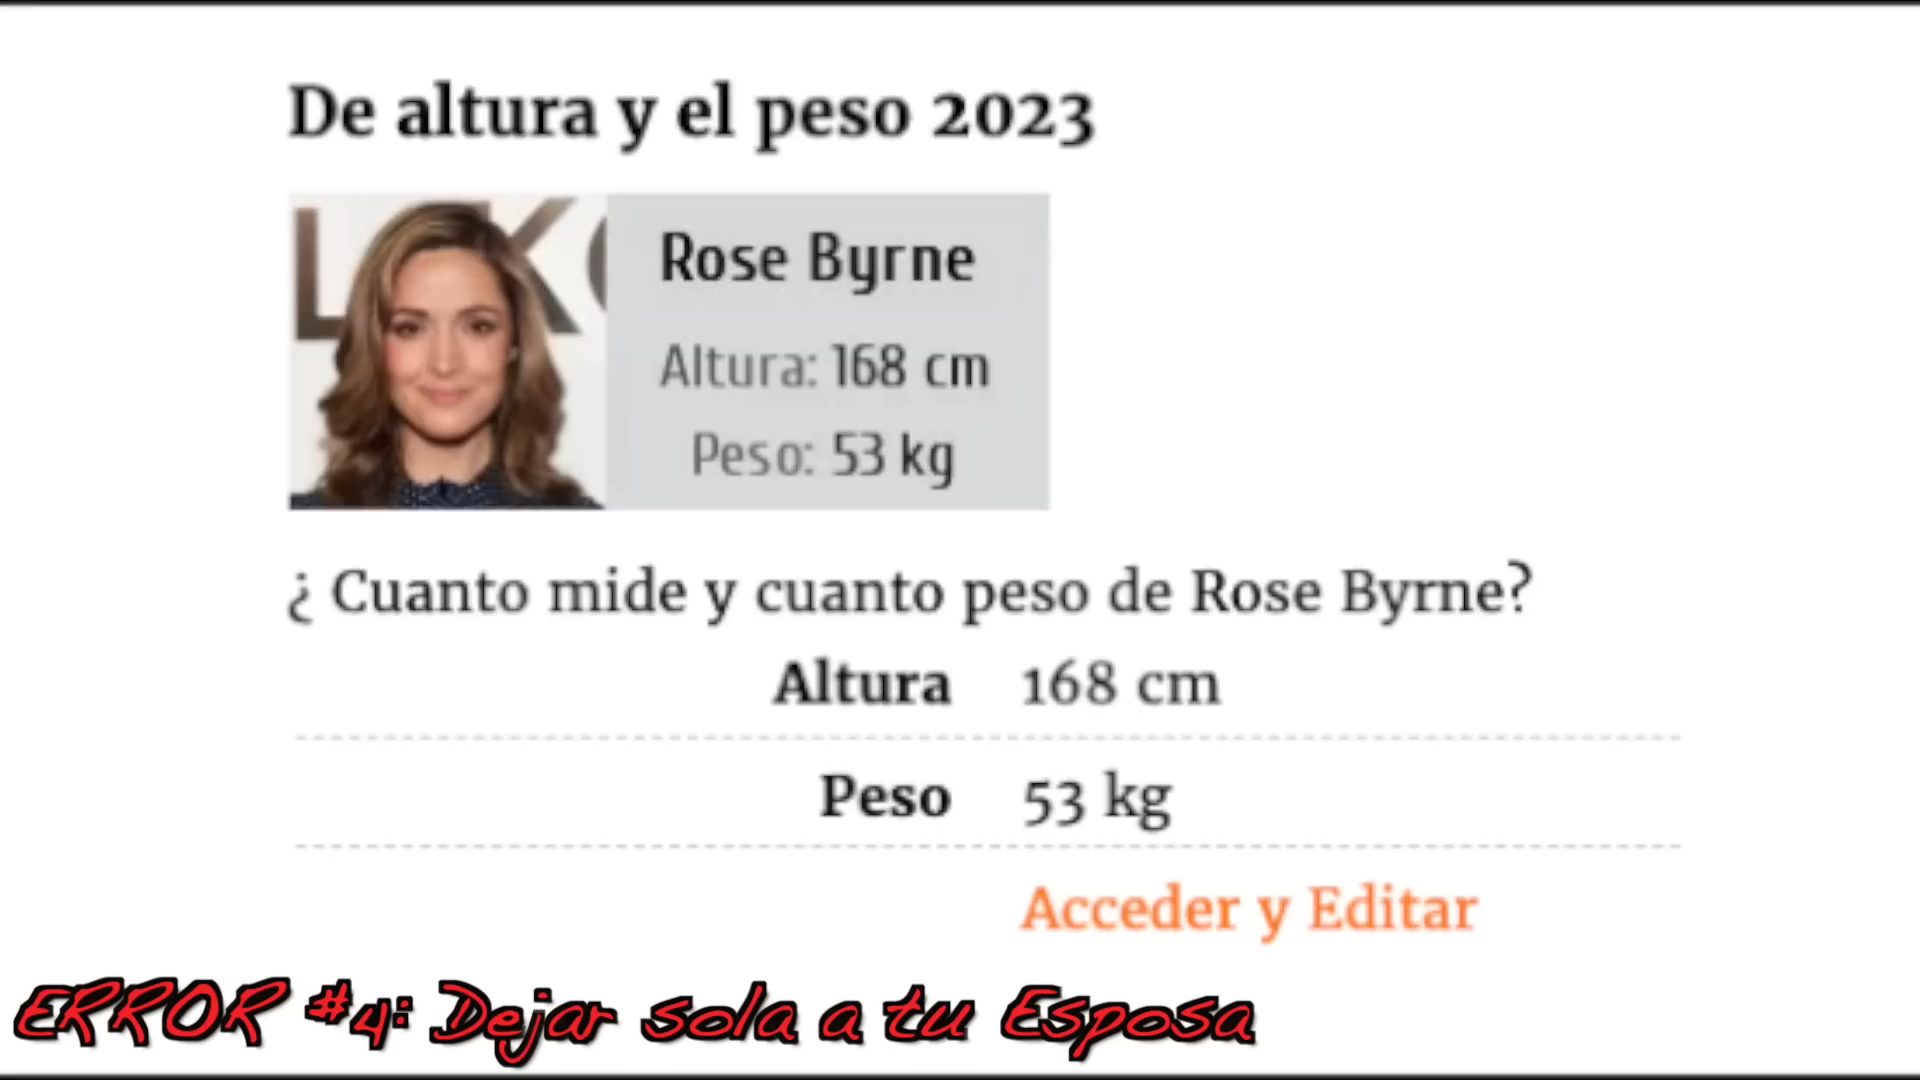 De altura y el peso 2023
Rose Byrne
Altura: 168 cm
Peso: 53 kg
¿ Cuanto mide y cuanto peso de Rose Byrne?
Altura 168 cm
Peso 53 kg
Acceder y Editar
ERROR #4: Dejar sola a tu Esposa